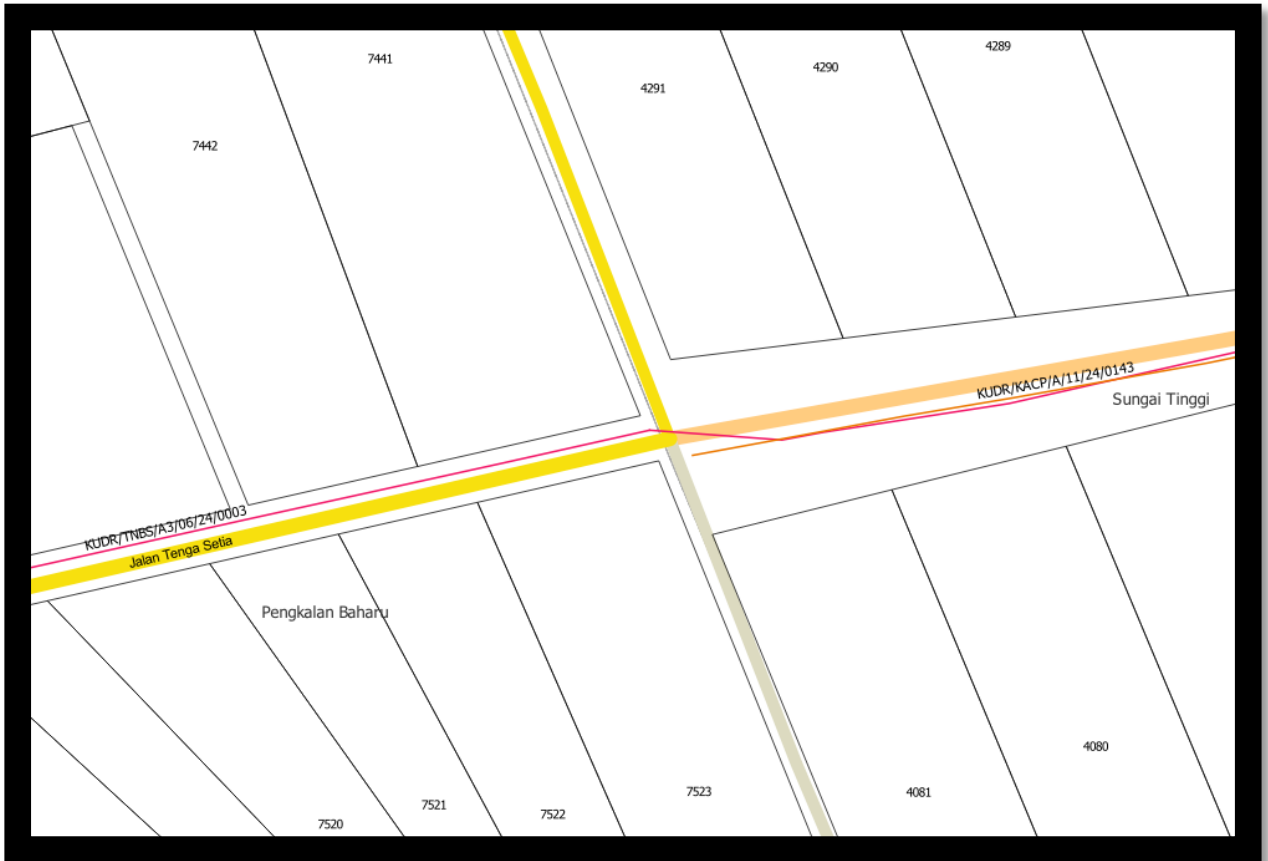 4289
7441
4290
4291
7442
KUDR/KACP/A/11/24/0143
Sungai Tinggi
KUDR/TNBS/A3/06/24/0003
Jalan Tenga Setia
Pengkalan Baharu
4080
7523
4081
7521
7522
7520